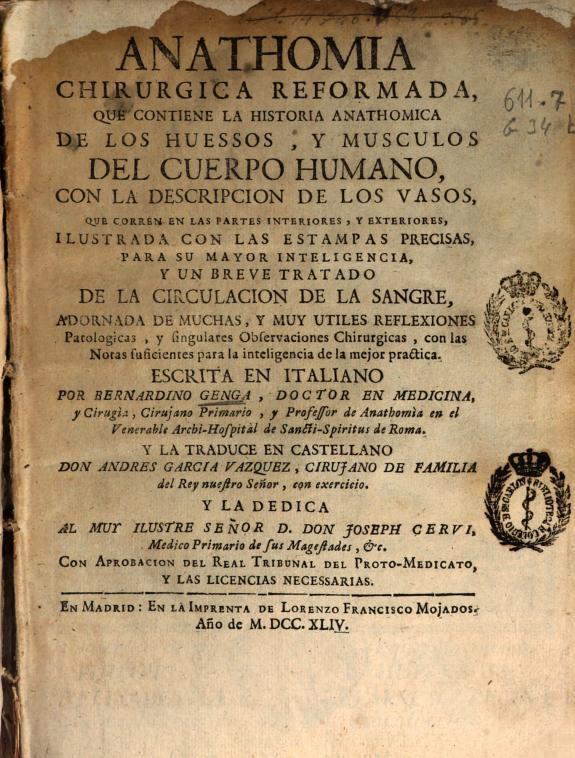 611.7
G 34
ANATHOMIA
CHIRURGICA REFORMADA,
QUE CONTIENE LA HISTORIA ANATHOMICA
DE LOS HUESSOS, Y MUSCULOS
DEL CUERPO HUMANO,
CON LA DESCRIPCION DE LOS VASOS,
QUE CORREN EN LAS PARTES INTERIORES, Y EXTERIORES,
ILUSTRADA CON LAS ESTAMPAS PRECISAS,
PARA SU MAYOR INTELIGENCIA,
Y UN BREVE TRATADO
DE LA CIRCULACION DE LA SANGRE,
ADORNADA DE MUCHAS, Y MUY UTILES REFLEXIONES
Patologicas, y singulares Observaciones Chirurgicas, con las
Notas suficientes para la inteligencia de la mejor practica.
ESCRITA EN ITALIANO
POR BERNARDINO GENGA, DOCTOR EN MEDICINA,
y Cirugìa, Cirujano Primario, y Professor de Anathomìa en el
Venerable Archi-Hospital de Sancti-Spiritus de Roma.
Y LA TRADUCE EN CASTELLANO
DON ANDRES GARCIA VAZQUEZ, CIRUJANO DE FAMILIA
del Rey nuestro Señor, con exercicio.
Y LA DEDICA
AL MUY ILUSTRE SEÑOR D. DON JOSEPH CERVI,
Medico Primario de sus Magestades, &c.
CON APROBACION DEL REAL TRIBUNAL DEL PROTO-MEDICATO,
Y LAS LICENCIAS NECESSARIAS.
EN MADRID: EN LA IMPRENTA DE LORENZO FRANCISCO MOJADOS.
Año de M. DCC. XLIV.